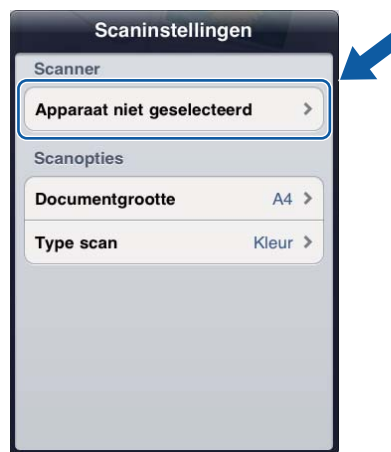 Scaninstellingen
Scanner
Apparaat niet geselecteerd >
Scanopties
Documentgrootte A4 >
Type scan Kleur >